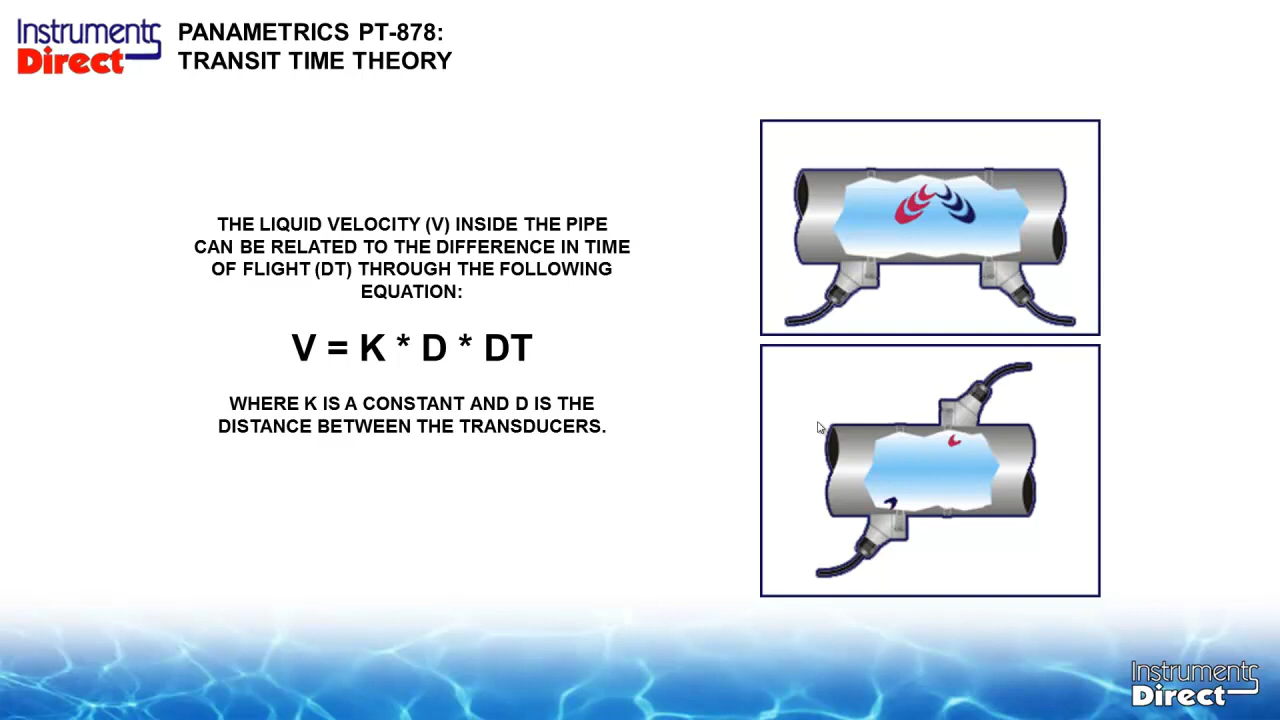 Instruments
Direct
PANAMETRICS PT-878:
TRANSIT TIME THEORY
THE LIQUID VELOCITY (V) INSIDE THE PIPE
CAN BE RELATED TO THE DIFFERENCE IN TIME
OF FLIGHT (DT) THROUGH THE FOLLOWING
EQUATION:
V = K * D * DT
WHERE K IS A CONSTANT AND D IS THE
DISTANCE BETWEEN THE TRANSDUCERS.
Instruments
Direct